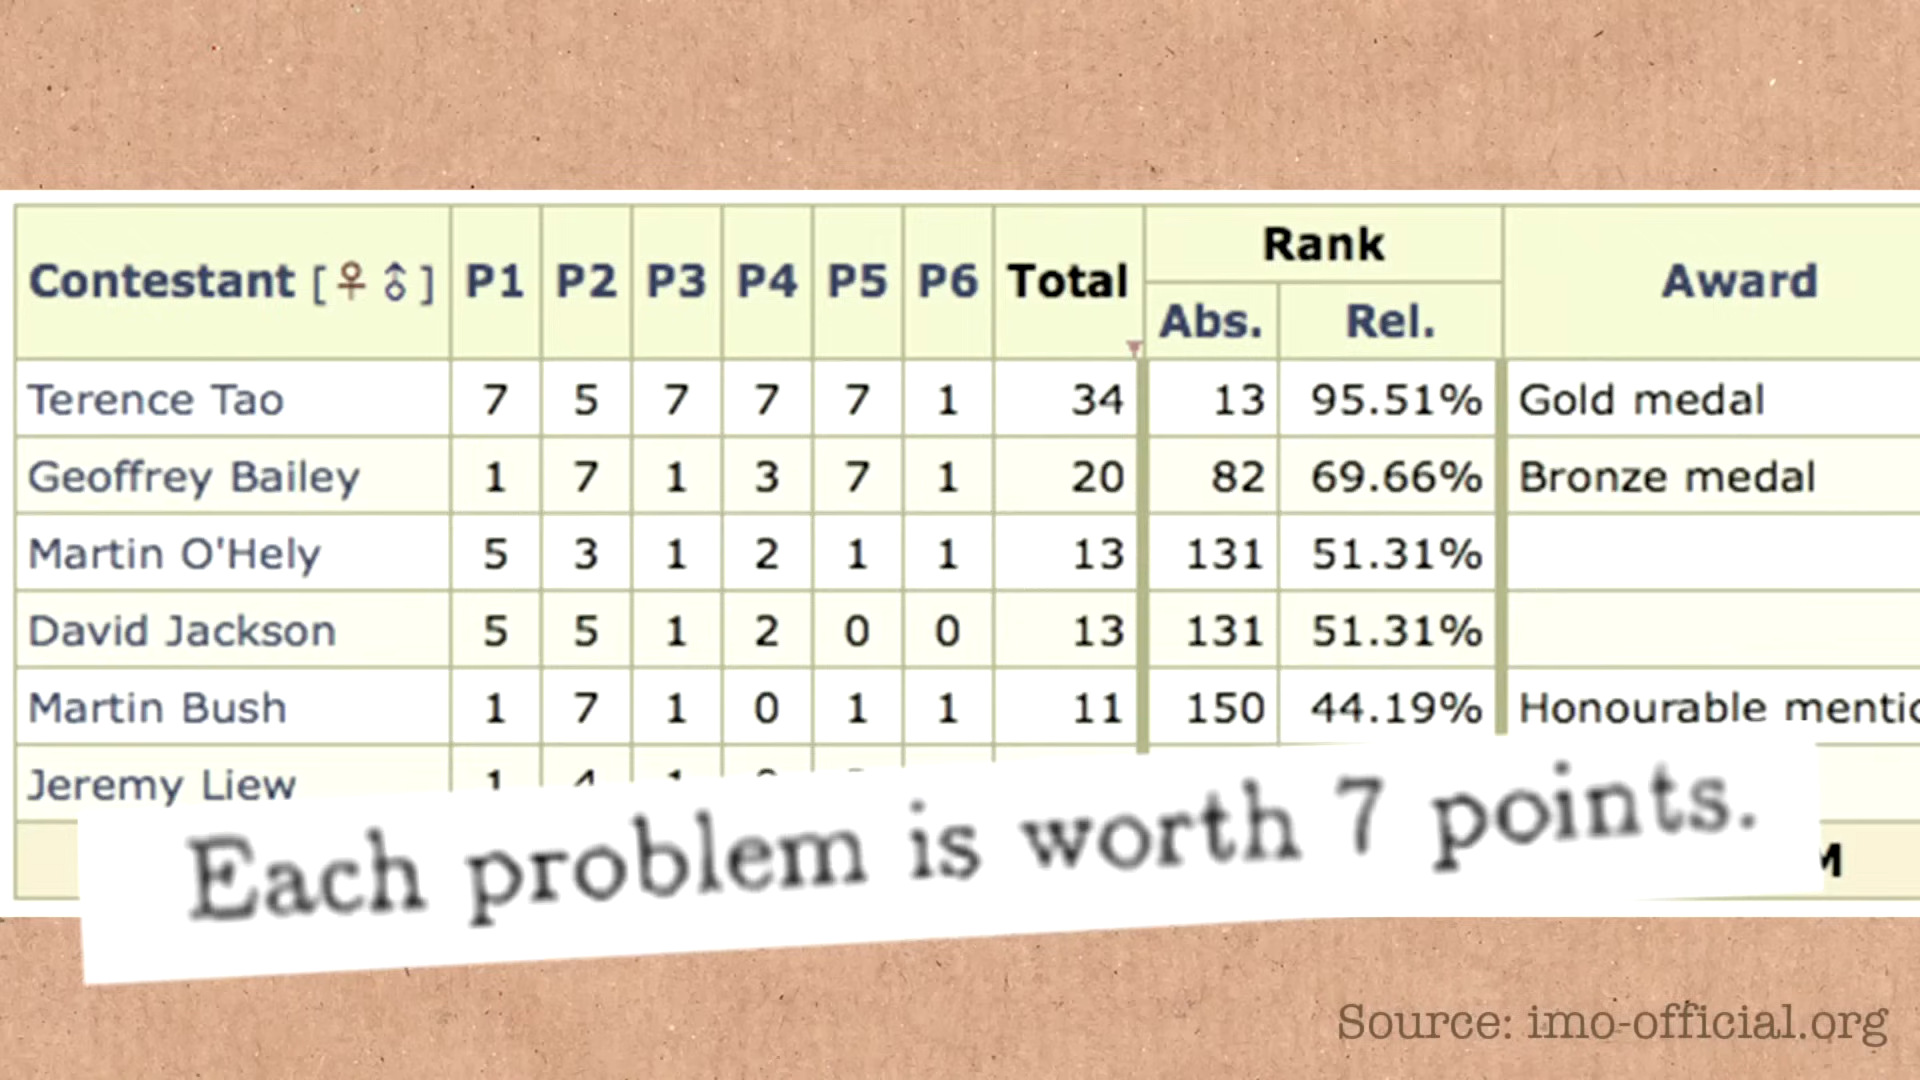 Contestant [♀ ♂] P1 P2 P3 P4 P5 P6 Total Rank Award
Abs. Rel.
Terence Tao 7 5 7 7 7 1 34 13 95.51% Gold medal
Geoffrey Bailey 1 7 1 3 7 1 20 82 69.66% Bronze medal
Martin O'Hely 5 3 1 2 1 1 13 131 51.31%
David Jackson 5 5 1 2 0 0 13 131 51.31%
Martin Bush 1 7 1 0 1 1 11 150 44.19% Honourable
Jeremy Liew 1 4 1
Each problem is worth 7 points.
Source: imo-official.org